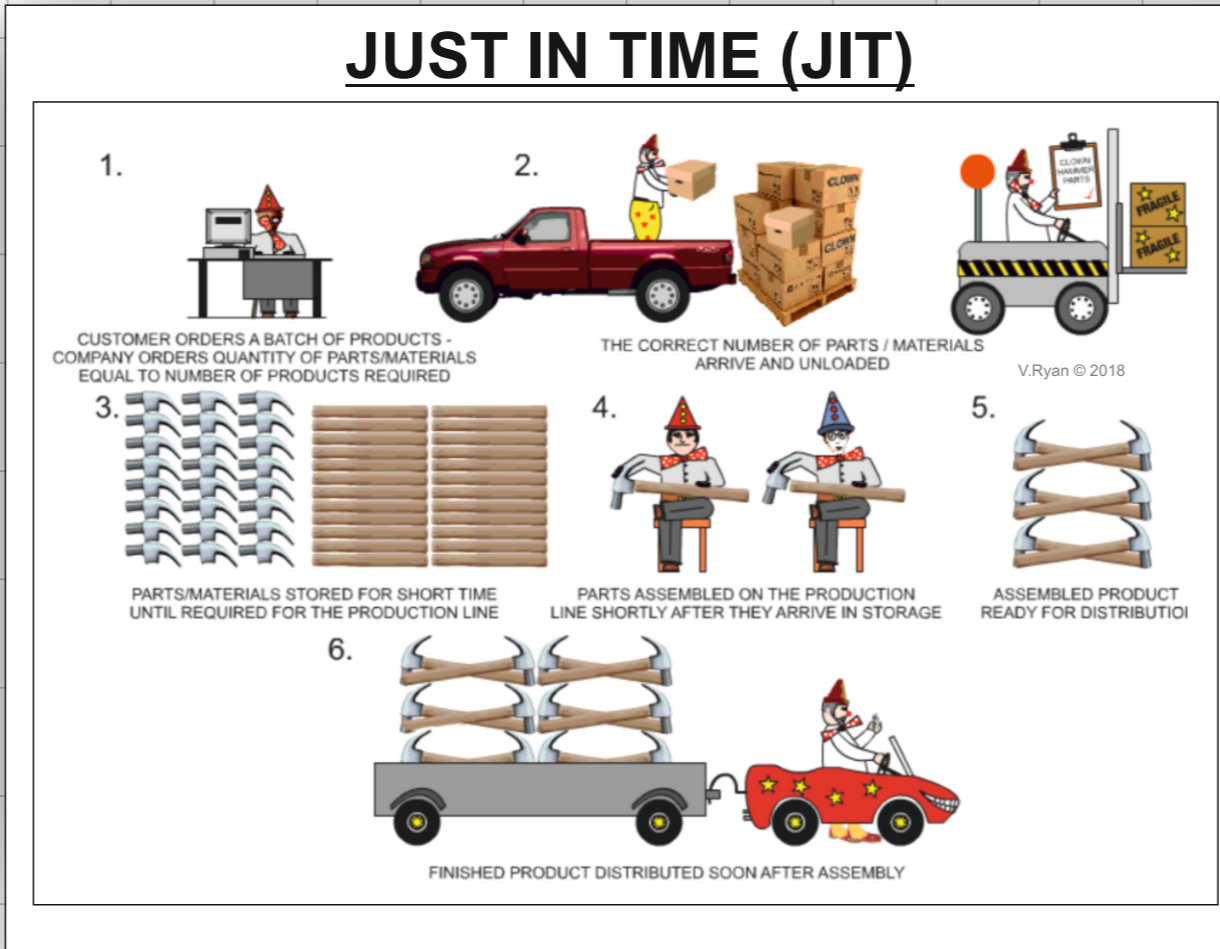 JUST IN TIME (JIT)
1.
CUSTOMER ORDERS A BATCH OF PRODUCTS -
COMPANY ORDERS QUANTITY OF PARTS/MATERIALS
EQUAL TO NUMBER OF PRODUCTS REQUIRED
2.
CLOWN
CLOWN
CLOWN
HAMMER
PARTS
FRAGILE
FRAGILE
THE CORRECT NUMBER OF PARTS / MATERIALS
ARRIVE AND UNLOADED
V.Ryan © 2018
3.
PARTS/MATERIALS STORED FOR SHORT TIME
UNTIL REQUIRED FOR THE PRODUCTION LINE
4.
PARTS ASSEMBLED ON THE PRODUCTION
LINE SHORTLY AFTER THEY ARRIVE IN STORAGE
5.
ASSEMBLED PRODUCT
READY FOR DISTRIBUTIOI
6.
FINISHED PRODUCT DISTRIBUTED SOON AFTER ASSEMBLY